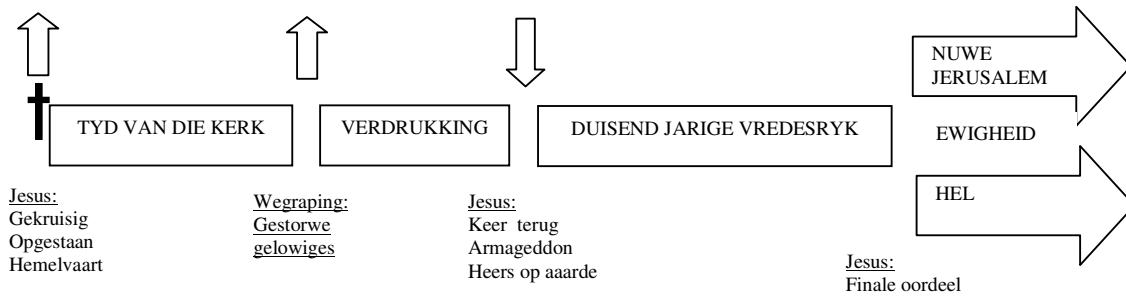 NUWE
JERUSALEM
TYD VAN DIE KERK
VERDRUKKING
DUISEND JARIGE VREDESRYK
EWIGHEID
HEL
Jesus:
Gekruisig
Opgestaan
Hemelvaart
Wegraping:
Gestorwe
gelowiges
Jesus:
Keer terug
Armageddon
Heers op aaarde
Jesus:
Finale oordeel